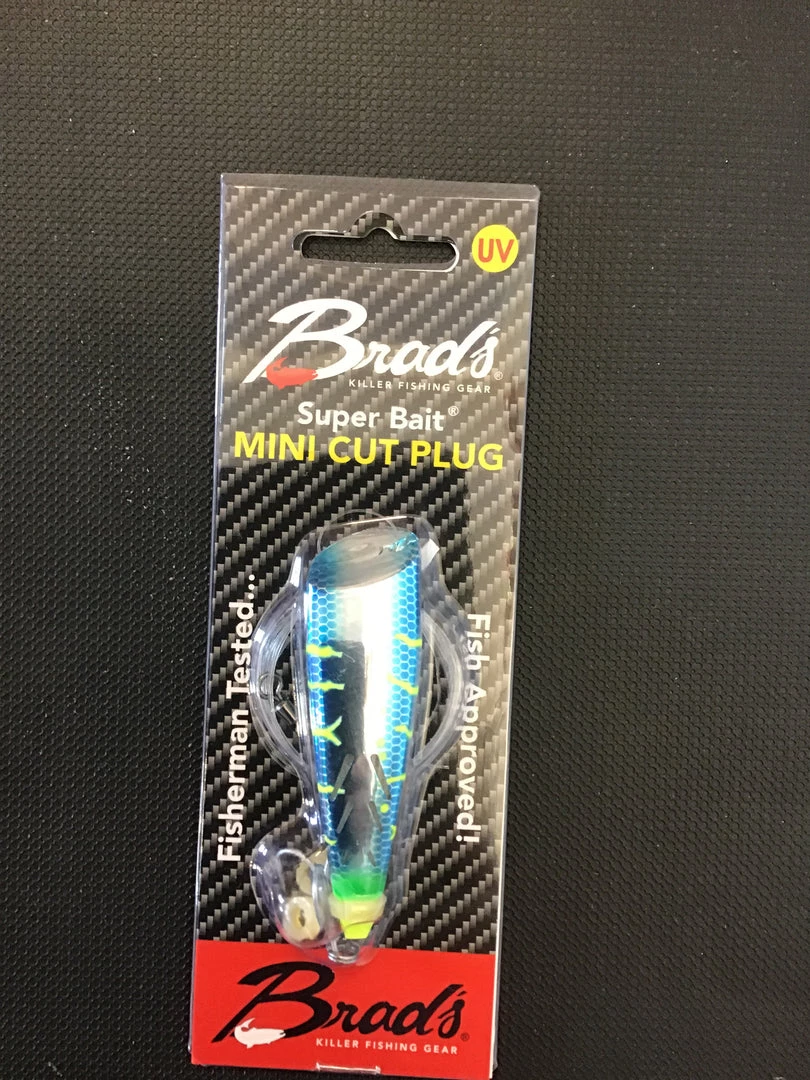 UV
Brad's®
KILLER FISHING GEAR
Super Bait®
MINI CUT PLUG
Fisherman Tested...
Fish Approved!
Brad's®
KILLER FISHING GEAR